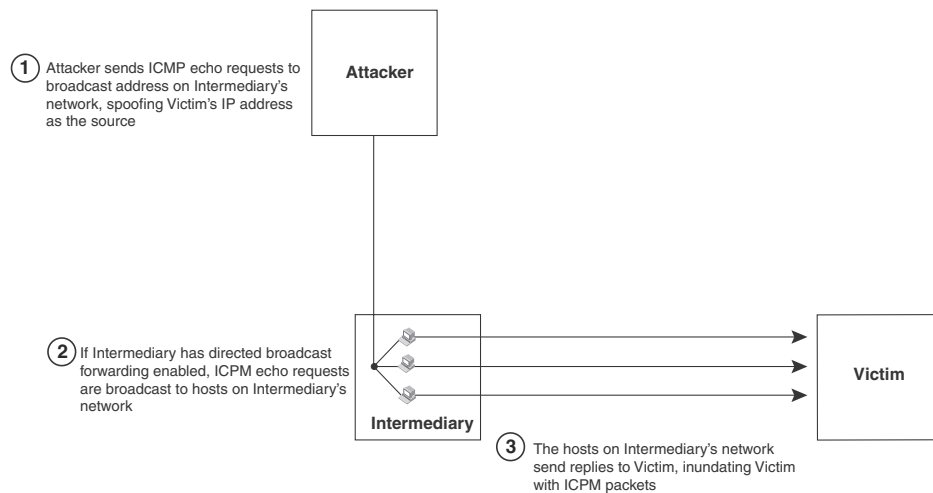 1
Attacker sends ICMP echo requests to
broadcast address on Intermediary's
network, spoofing Victim's IP address
as the source
Attacker
2
If Intermediary has directed broadcast
forwarding enabled, ICPM echo requests
are broadcast to hosts on Intermediary's
network
Intermediary
Victim
3
The hosts on Intermediary's network
send replies to Victim, inundating Victim
with ICPM packets